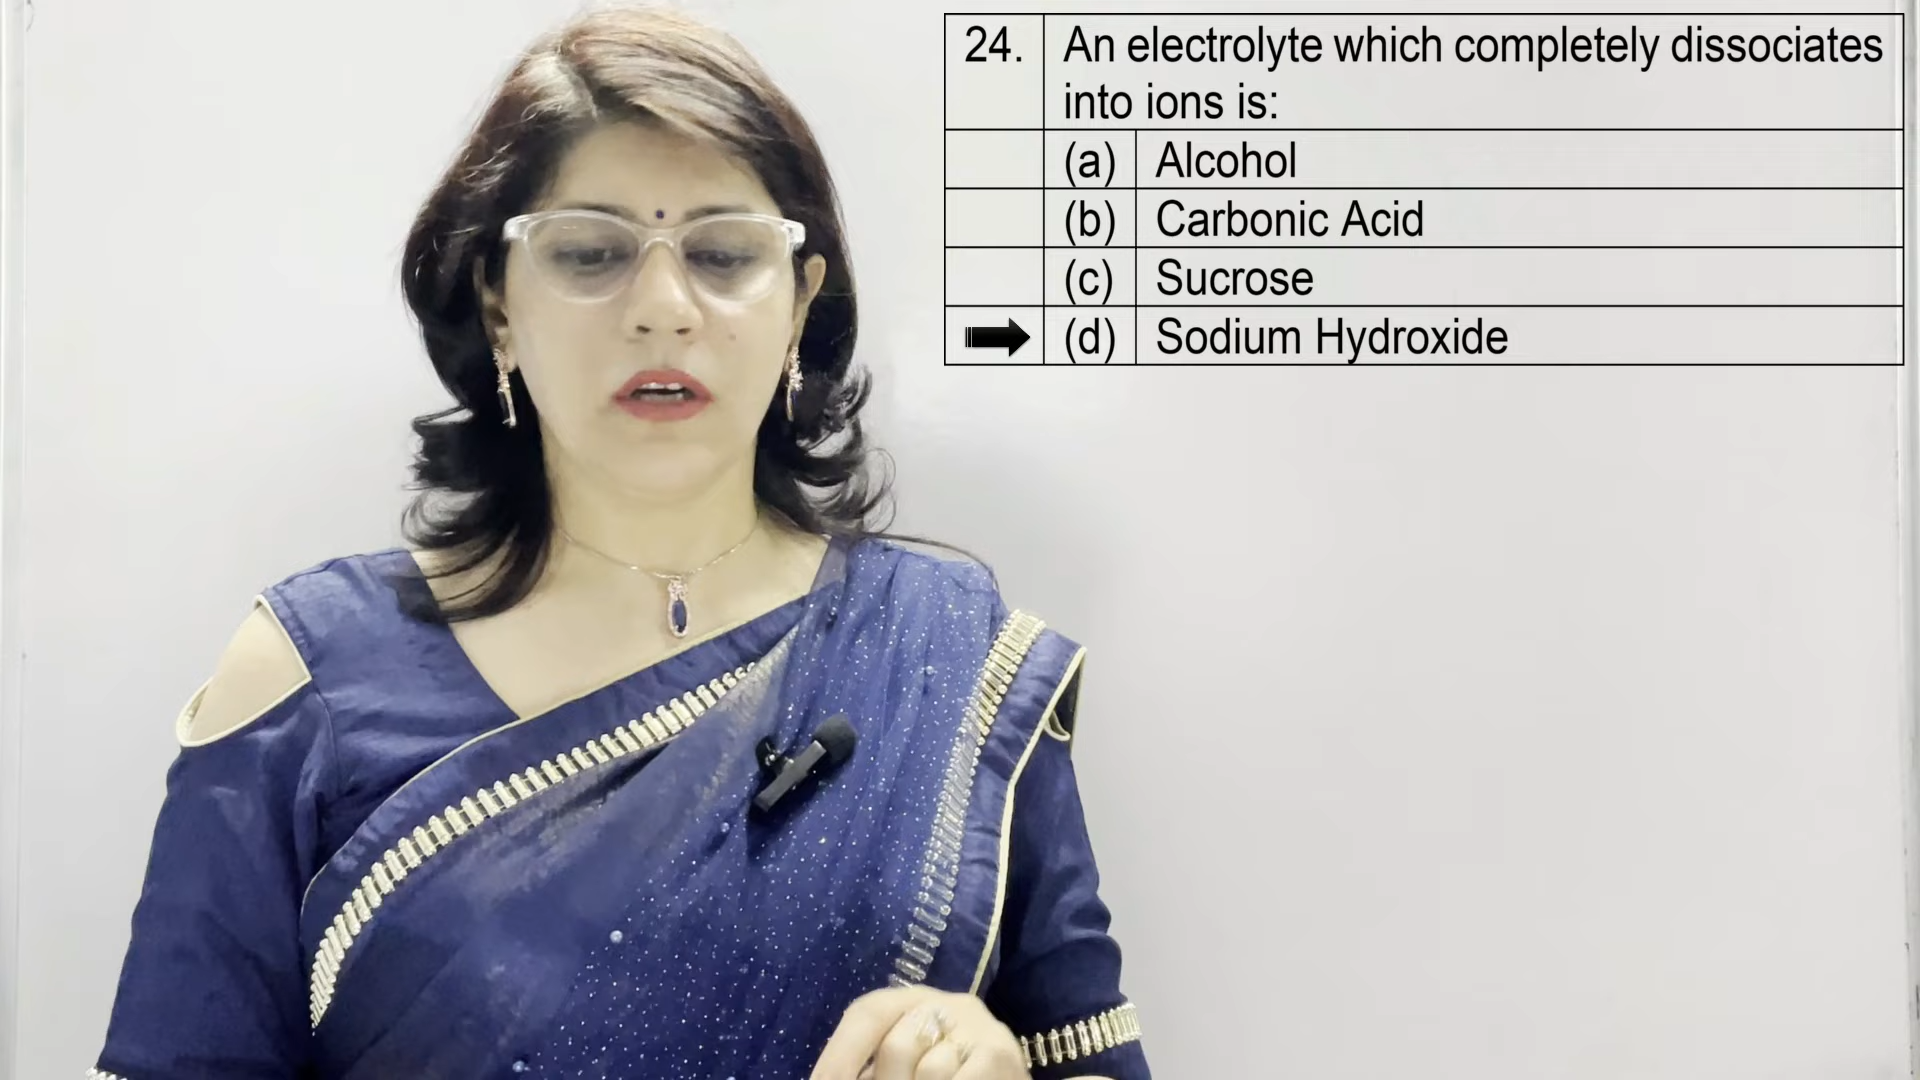 24. An electrolyte which completely dissociates
into ions is:
(a) Alcohol
(b) Carbonic Acid
(c) Sucrose
(d) Sodium Hydroxide